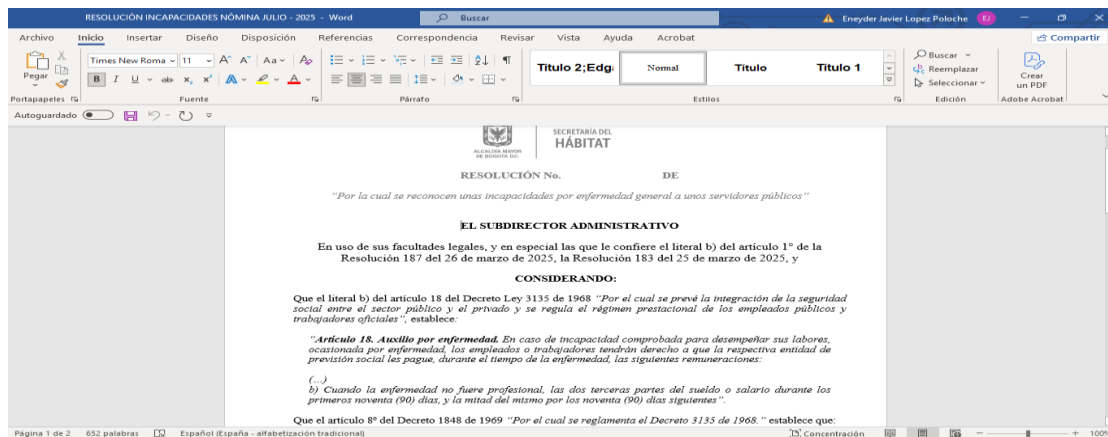 RESOLUCIÓN INCAPACIDADES NÓMINA JULIO - 2025 - Word
Buscar
Eneyder Javier Lopez Poloche
EJ
Archivo Inicio Insertar Diseño Disposición Referencias Correspondencia Revisar Vista Ayuda Acrobat
Compartir
Pegar
Times New Roma
11
Título 2;Edg
Normal
Título
Título 1
Buscar
Reemplazar
Seleccionar
Crear
un PDF
Portapapeles Fuente Párrafo Estilos Edición Adobe Acrobat
Autoguardado
ALCALDÍA MAYOR
DE BOGOTÁ D.C.
SECRETARÍA DEL
HÁBITAT
RESOLUCIÓN No. DE
"Por la cual se reconocen unas incapacidades por enfermedad general a unos servidores públicos"
EL SUBDIRECTOR ADMINISTRATIVO
En uso de sus facultades legales, y en especial las que le confiere el literal b) del artículo 1° de la
Resolución 187 del 26 de marzo de 2025, la Resolución 183 del 25 de marzo de 2025, y
CONSIDERANDO:
Que el literal b) del artículo 18 del Decreto Ley 3135 de 1968 "Por el cual se prevé la integración de la seguridad
social entre el sector público y el privado y se regula el régimen prestacional de los empleados públicos y
trabajadores oficiales", establece:
"Artículo 18. Auxilio por enfermedad. En caso de incapacidad comprobada para desempeñar sus labores,
ocasionada por enfermedad, los empleados o trabajadores tendrán derecho a que la respectiva entidad de
previsión social les pague, durante el tiempo de la enfermedad, las siguientes remuneraciones:
(...)
b) Cuando la enfermedad no fuere profesional, las dos terceras partes del sueldo o salario durante los
primeros noventa (90) días, y la mitad del mismo por los noventa (90) días siguientes".
Que el artículo 8º del Decreto 1848 de 1969 "Por el cual se reglamenta el Decreto 3135 de 1968." establece que:
Página 1 de 2 652 palabras Español (España - alfabetización tradicional) Concentración 100%